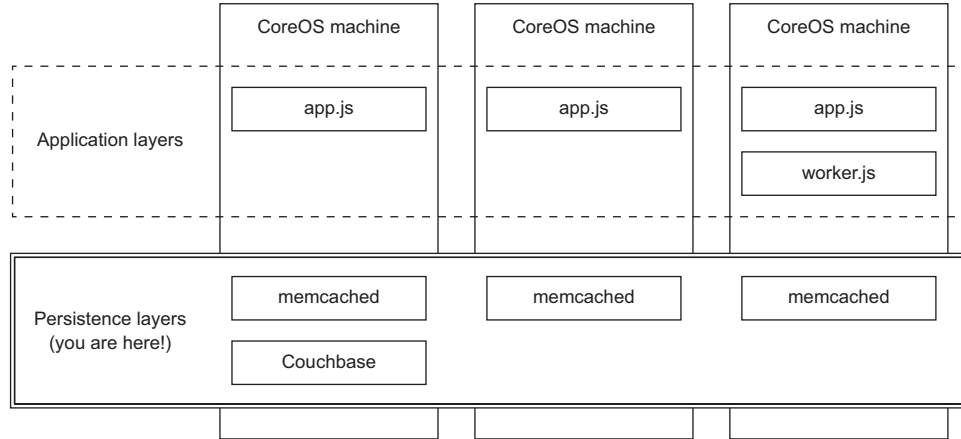 CoreOS machine
CoreOS machine
CoreOS machine
Application layers
app.js
app.js
app.js
worker.js
Persistence layers
(you are here!)
memcached
memcached
memcached
Couchbase